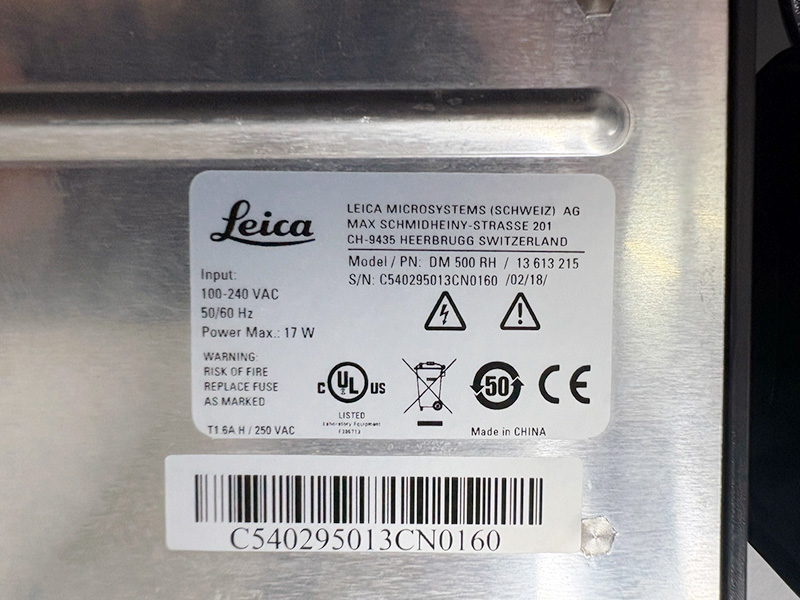 Leica
LEICA MICROSYSTEMS (SCHWEIZ) AG
MAX SCHMIDHEINY-STRASSE 201
CH-9435 HEERBRUGG SWITZERLAND
Model / PN: DM 500 RH / 13 613 215
S/N: C540295013CN0160 /02/18/
Input:
100-240 VAC
50/60 Hz
Power Max.: 17 W
WARNING:
RISK OF FIRE
REPLACE FUSE
AS MARKED
T1.6A H / 250 VAC
C UL US
LISTED
Laboratory Equipment
50
CE
Made in CHINA
C540295013CN0160